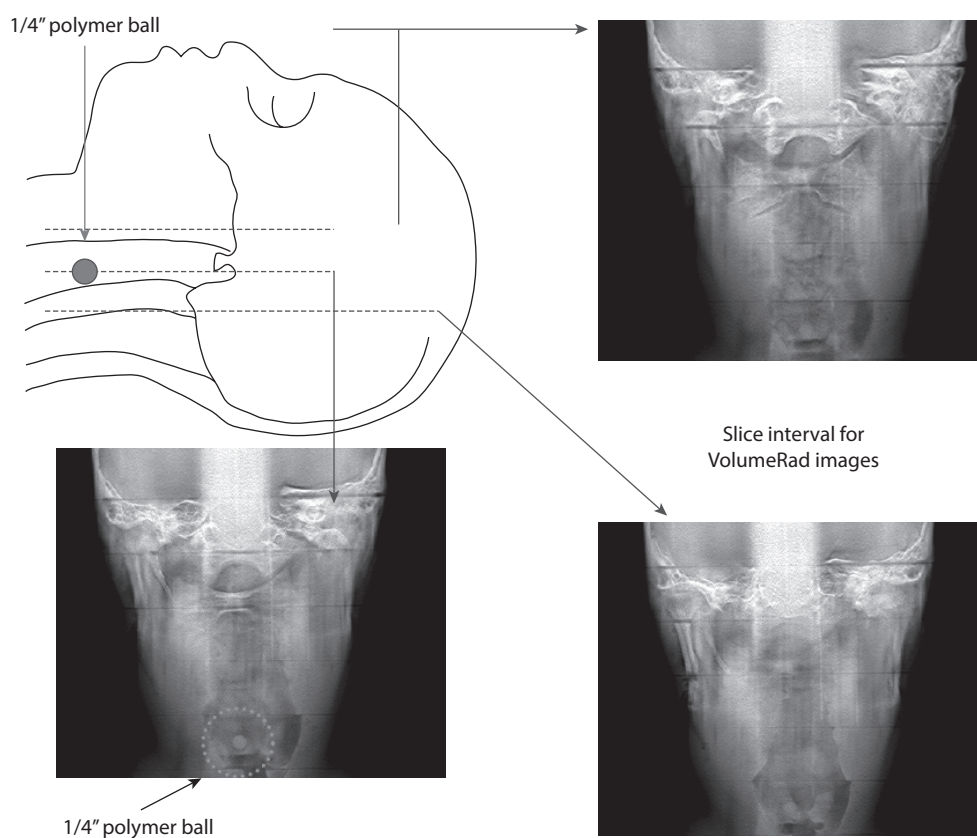 1/4” polymer ball
Slice interval for
VolumeRad images
1/4” polymer ball